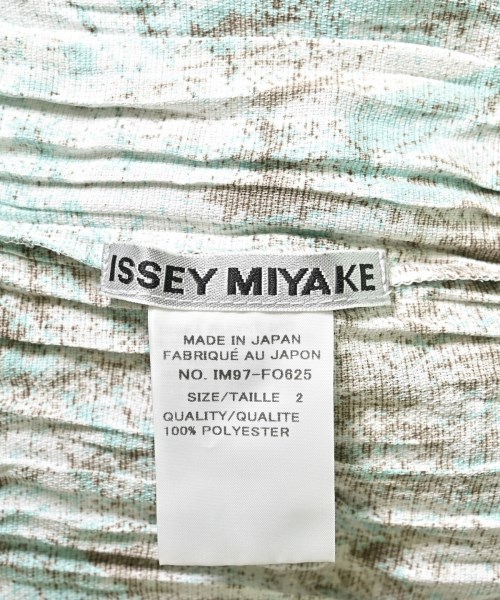 ISSEY MIYAKE
MADE IN JAPAN
FABRIQUÉ AU JAPON
NO. IM97-FO625
SIZE/TAILLE 2
QUALITY/QUALITE
100% POLYESTER